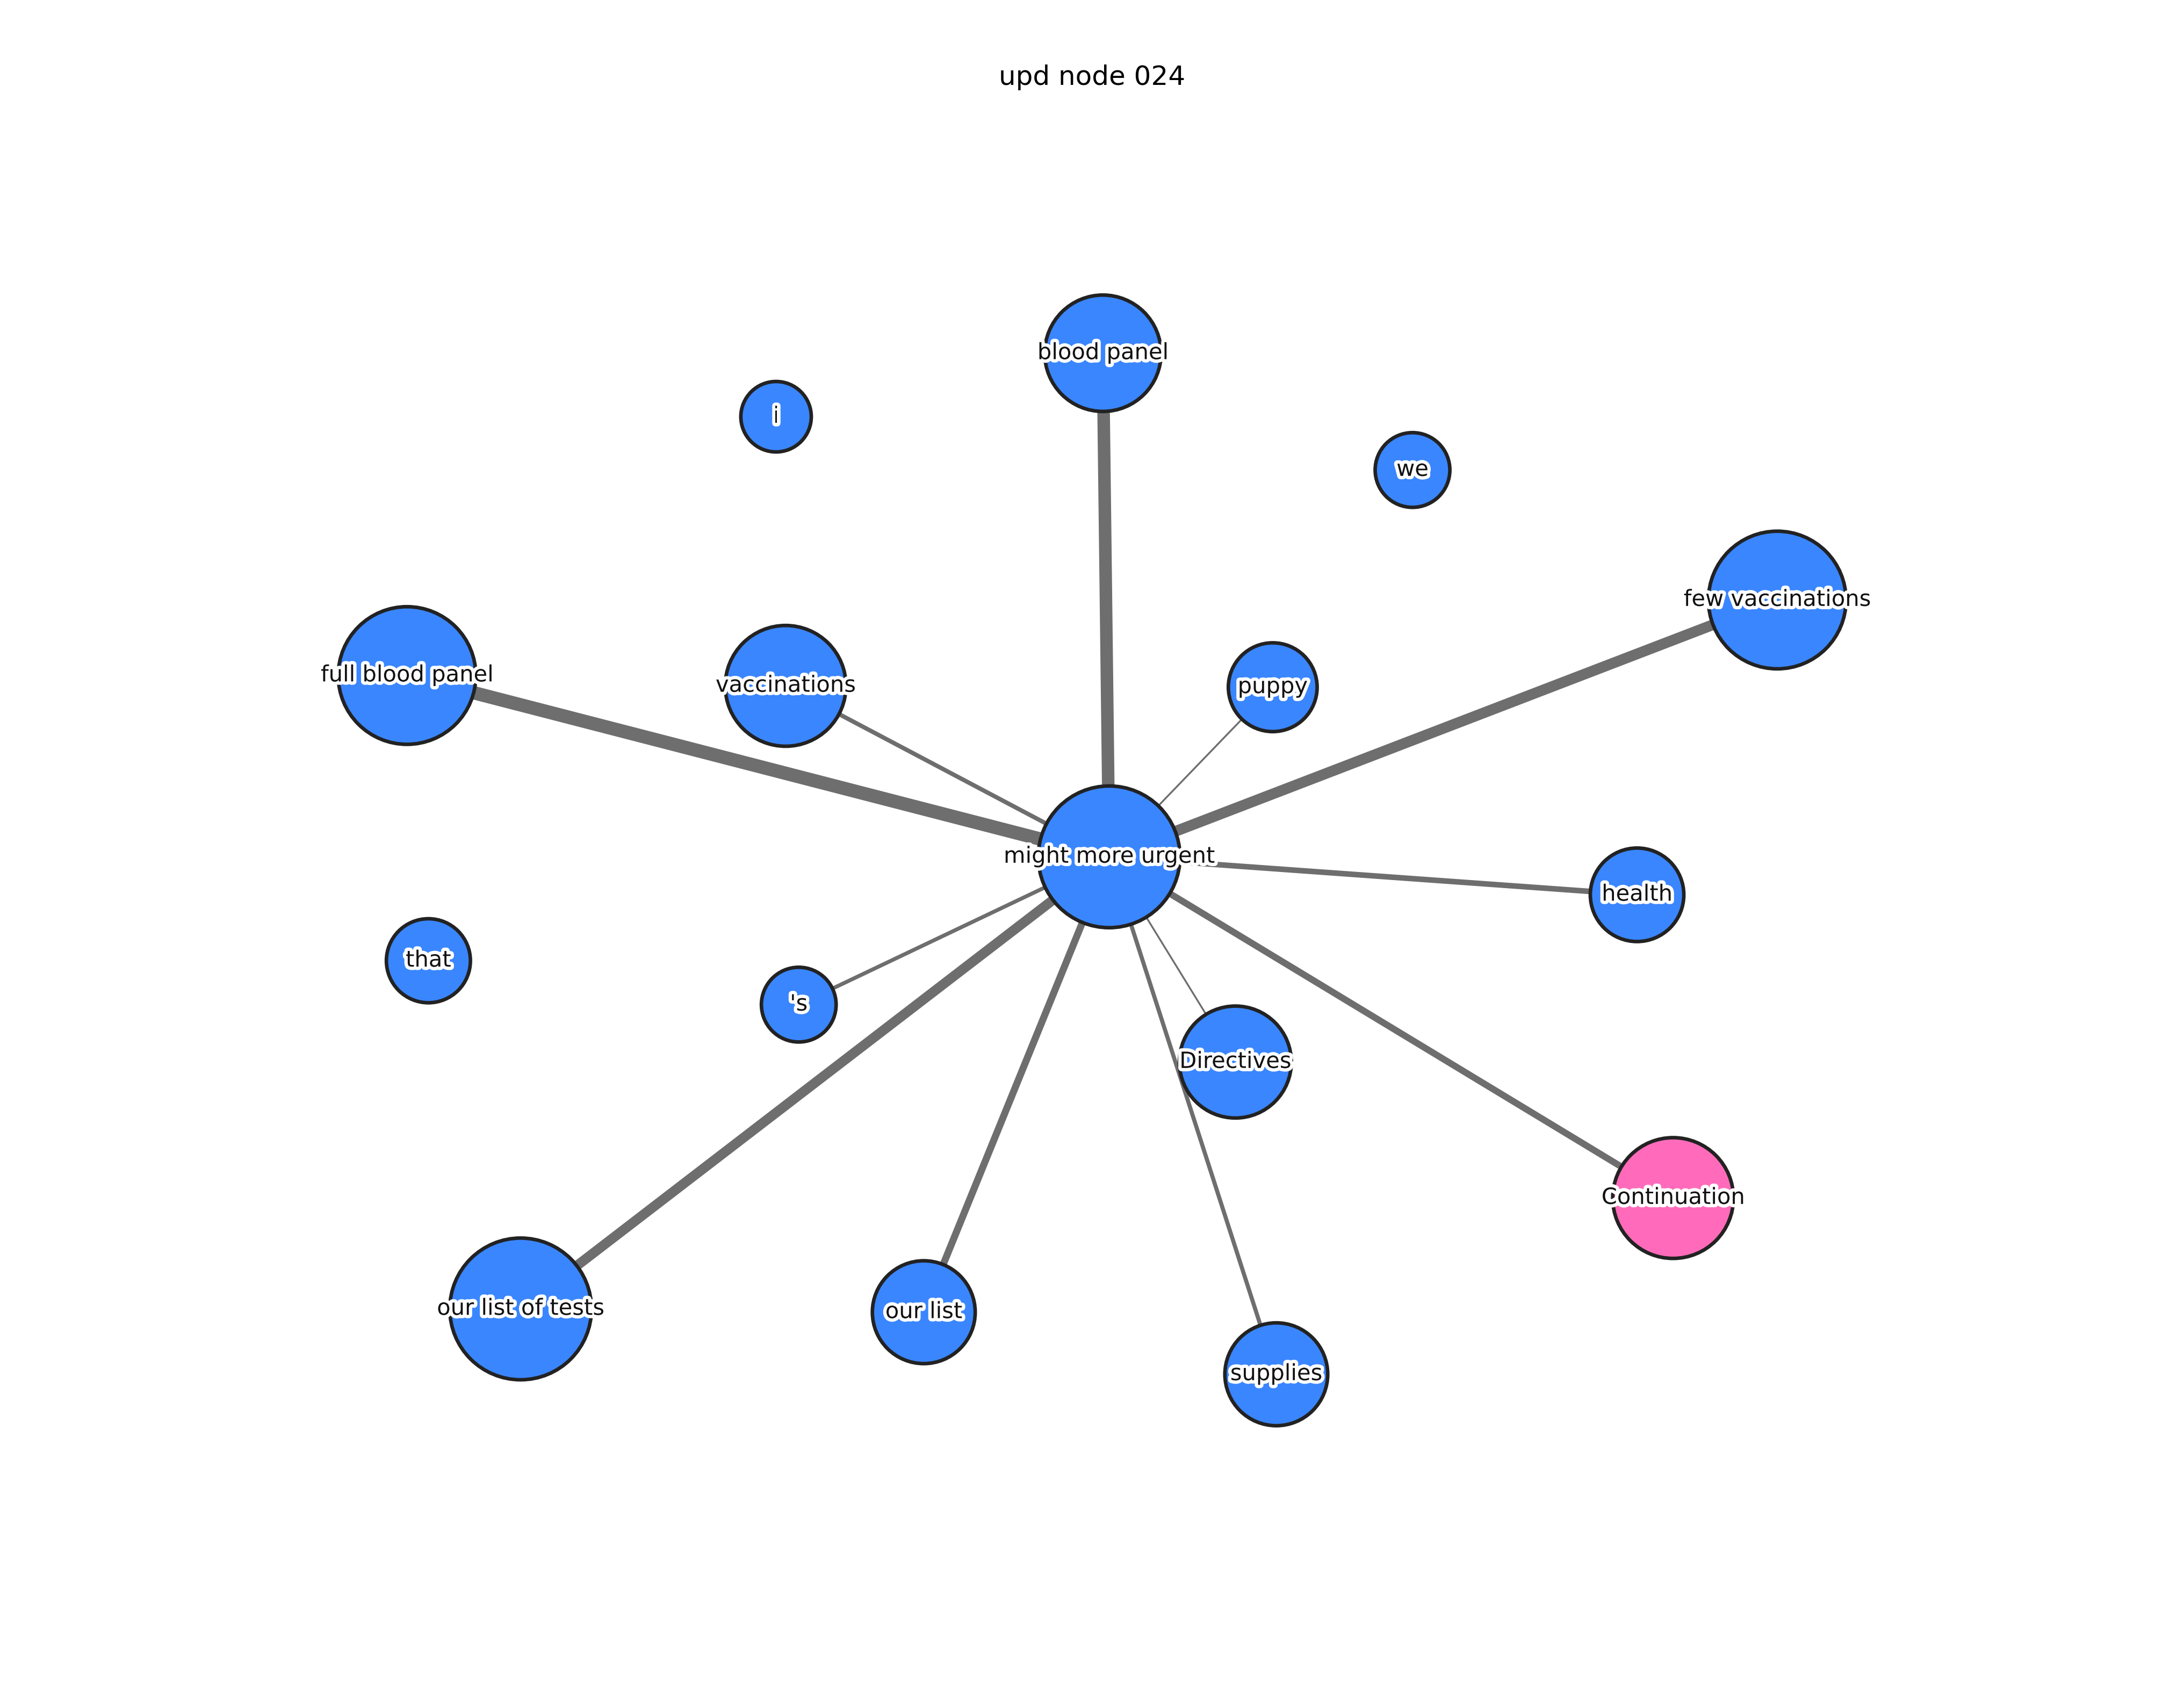 upd node 024
blood panel
i
we
few vaccinations
full blood panel
vaccinations
puppy
might more urgent
health
that
's
Directives
Continuation
our list of tests
our list
supplies